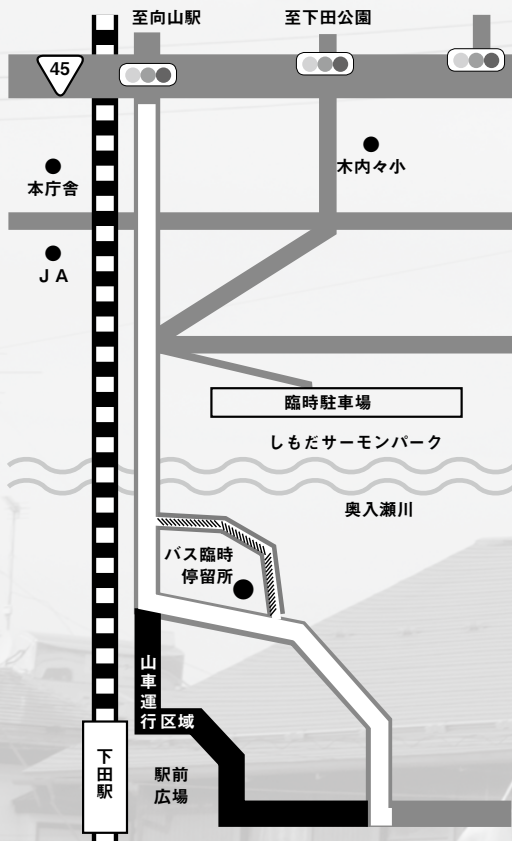 至向山駅
至下田公園
45
木内々小
本庁舎
ＪＡ
臨時駐車場
しもだサーモンパーク
奥入瀬川
バス臨時
停留所
山車運
行区域
下田駅
駅前
広場